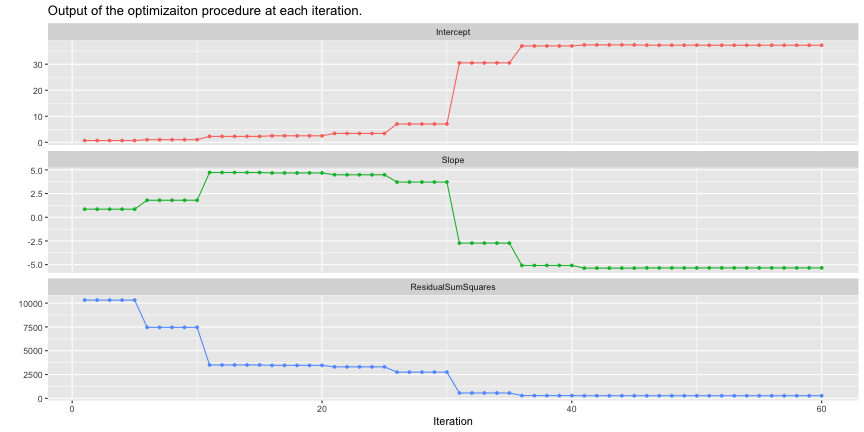 Output of the optimizaiton procedure at each iteration.
Intercept
30
20
10
0
Slope
5.0
2.5
0.0
-2.5
-5.0
ResidualSumSquares
10000
7500
5000
2500
0
0 20 40 60
Iteration